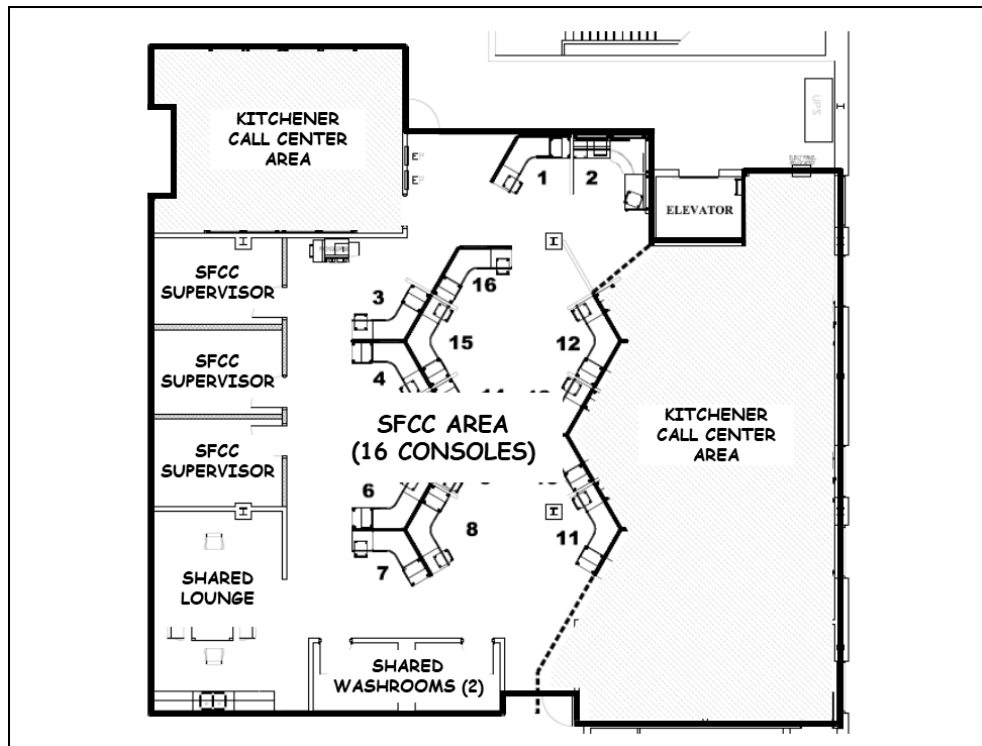 KITCHENER
CALL CENTER
AREA
UPS
1
2
ELEVATOR
SFCC
SUPERVISOR
3
16
15
12
SFCC
SUPERVISOR
4
SFCC AREA
(16 CONSOLES)
KITCHENER
CALL CENTER
AREA
SFCC
SUPERVISOR
6
8
11
7
SHARED
LOUNGE
SHARED
WASHROOMS (2)